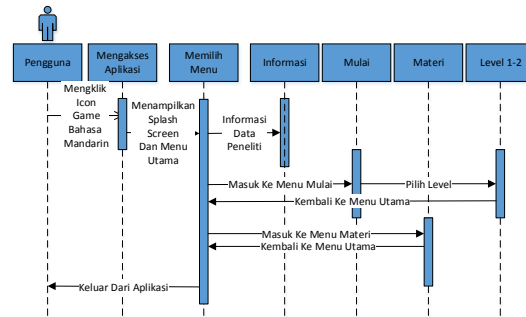 Pengguna
Mengakses
Aplikasi
Memilih
Menu
Informasi
Mulai
Materi
Level 1-2
Mengklik
Icon
Game
Bahasa
Mandarin
Menampilkan
Splash
Screen
Dan Menu
Utama
Informasi
Data
Peneliti
Masuk Ke Menu Mulai
Pilih Level
Kembali Ke Menu Utama
Masuk Ke Menu Materi
Kembali Ke Menu Utama
Keluar Dari Aplikasi